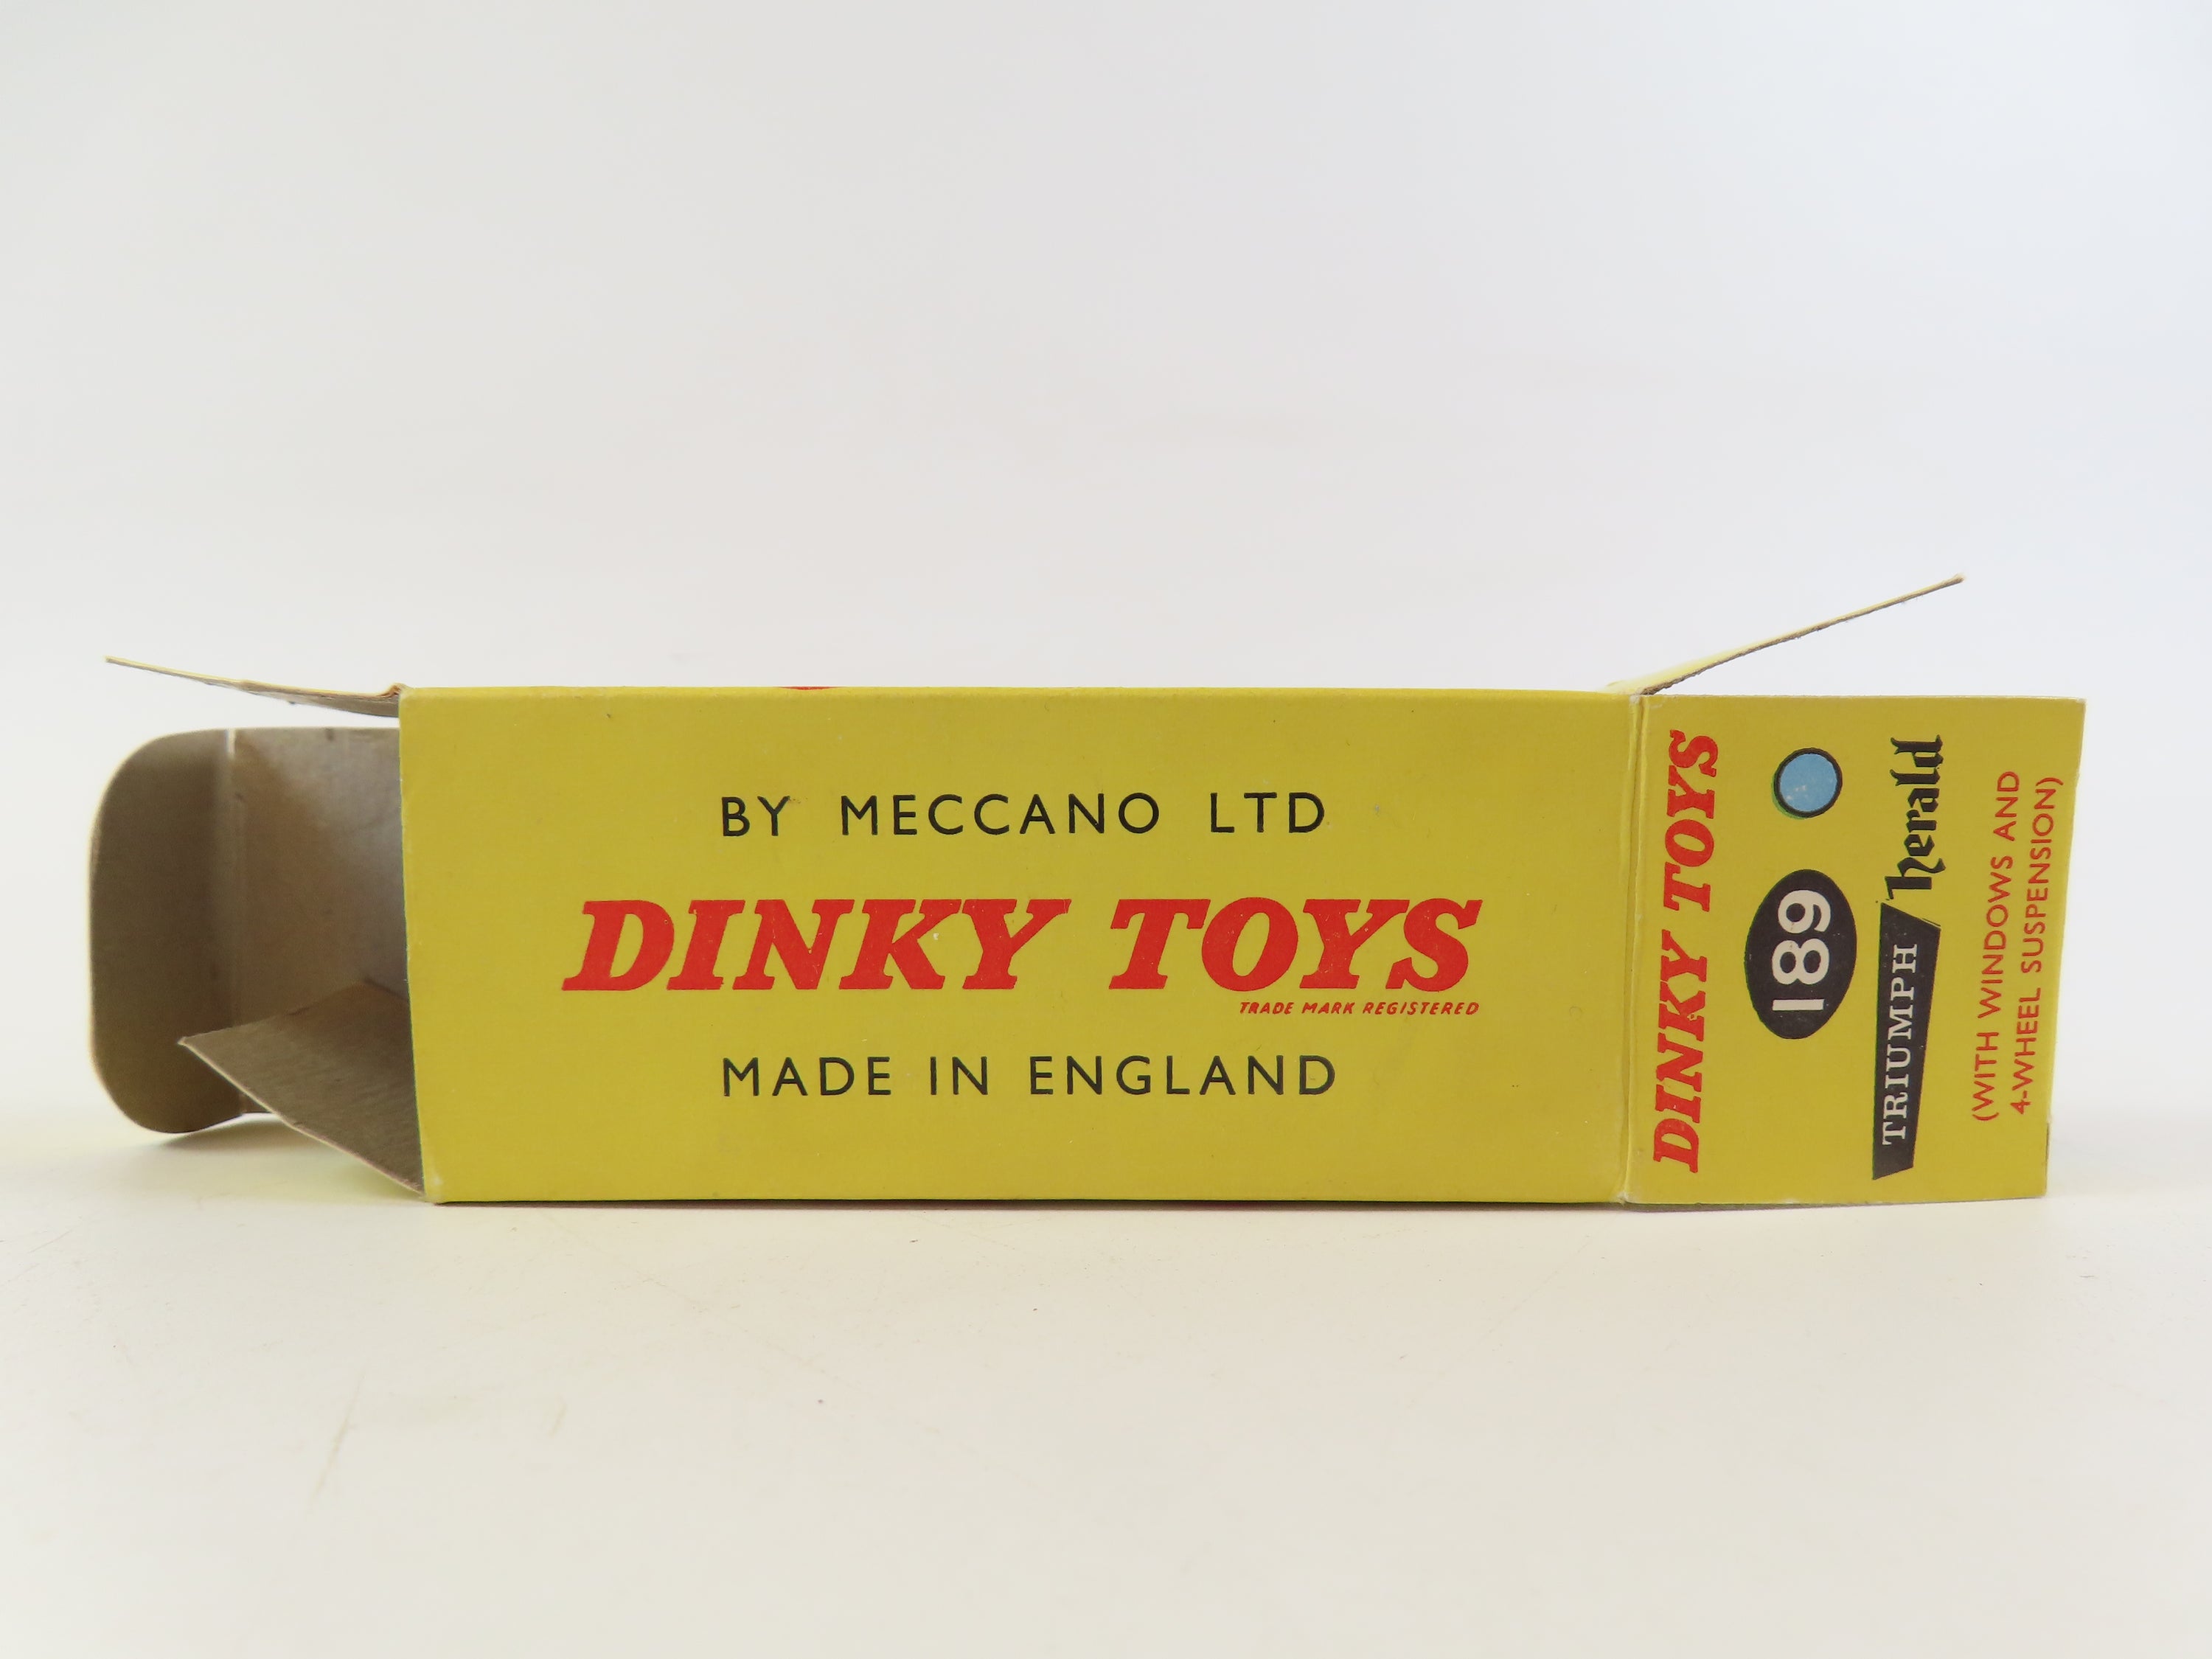 BY MECCANO LTD
DINKY TOYS
TRADE MARK REGISTERED
MADE IN ENGLAND
DINKY TOYS
189
TRIUMPH herald
(WITH WINDOWS AND
4-WHEEL SUSPENSION)